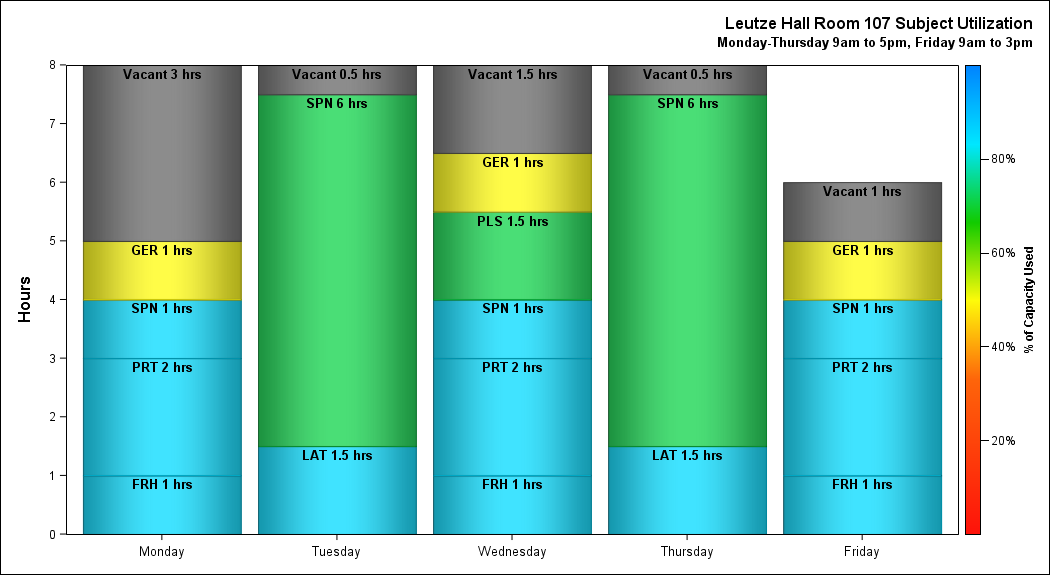 Leutze Hall Room 107 Subject Utilization
Monday-Thursday 9am to 5pm, Friday 9am to 3pm
Hours
8
7
6
5
4
3
2
1
0
Vacant 3 hrs
GER 1 hrs
SPN 1 hrs
PRT 2 hrs
FRH 1 hrs
Monday
Vacant 0.5 hrs
SPN 6 hrs
LAT 1.5 hrs
Tuesday
Vacant 1.5 hrs
GER 1 hrs
PLS 1.5 hrs
SPN 1 hrs
PRT 2 hrs
FRH 1 hrs
Wednesday
Vacant 0.5 hrs
SPN 6 hrs
LAT 1.5 hrs
Thursday
Vacant 1 hrs
GER 1 hrs
SPN 1 hrs
PRT 2 hrs
FRH 1 hrs
Friday
80%
60%
40%
20%
% of Capacity Used